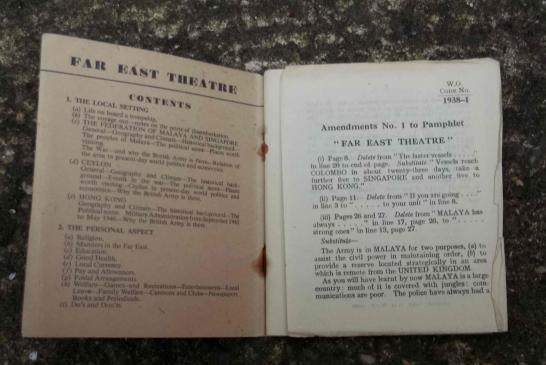 FAR EAST THEATRE
CONTENTS
1. THE LOCAL SETTING
(a) Life on board a troopship.
(b) The voyage out—notes on the ports of disembarkation.
(c) THE FEDERATION OF MALAYA AND SINGAPORE
General—Geography and Climate—Historical background—
The peoples of Malaya—The political scene—Places worth
visiting.
The War—and why the British Army is there—Relation of
the area to present-day world politics and economics.
(d) CEYLON
General—Geography and Climate—The historical back-
ground—Events in the war—The political scene—Places
worth visiting—Ceylon in present-day world politics and
economics—Why the British Army is there.
(e) HONG KONG
Geography and Climate—The historical background—The
Political scene. Military Administration from September 1945
to May 1946—Why the British Army is there.
2. THE PERSONAL ASPECT
(a) Religion.
(b) Manners in the Far East.
(c) Education.
(d) Good Health.
(e) Local Currency.
(f) Pay and Allowances.
(g) Postal Arrangements.
(h) Welfare—Games and Recreations—Entertainments—Local
Leave—Family Welfare—Canteens and Clubs—Newspapers
Books and Periodicals.
(i) Do's and Don'ts.
W.O.
CODE NO.
1938–1
Amendments No. 1 to Pamphlet
" FAR EAST THEATRE "
(i) Page 8. Delete from " The faster vessels . . . . "
in line 20 to end of page. Substitute " Vessels reach
COLOMBO in about twenty-three days, take a
further five to SINGAPORE and another five to
HONG KONG."
(ii) Page 11. Delete from " If you are going . . . . "
in line 3 to " . . . . to your unit " in line 8.
(iii) Pages 26 and 27. Delete from " MALAYA has
always . . . . " in line 17, page 26, to " . . . .
strong ones " in line 13, page 27.
Substitute—
The Army is in MALAYA for two purposes, (a) to
assist the civil power in maintaining order, (b) to
provide a reserve located strategically in an area
which is remote from the UNITED KINGDOM.
As you will have learnt by now MALAYA is a large
country: much of it is covered with jungles: com-
munications are poor. The police have always had a